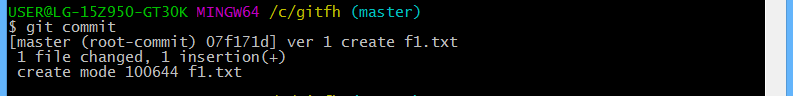 USER@LG-15Z950-GT30K MINGW64 /c/gitfh (master)
$ git commit
[master (root-commit) 07f171d] ver 1 create f1.txt
1 file changed, 1 insertion(+)
create mode 100644 f1.txt